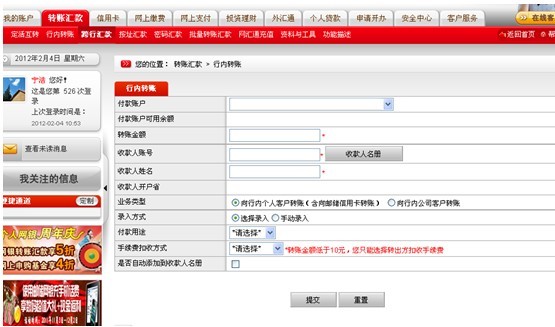 我的账户 转账汇款 信用卡 网上缴费 网上支付 投资理财 外汇通 个人贷款 申请开办 安全中心 客户服务 在线客
定活互转 行内转账 跨行汇款 按址汇款 密码汇款 批量转账汇款 网汇通充值 资料与工具 功能描述 返回首页
2012年2月4日 星期六
宁洁 您好!
这是您第 526 次登
录
上次登录时间是:
2012-02-04 10:53
查看未读消息
我关注的信息
便捷通道 定制
个人网银 周年庆
网银转账汇款享5折
网上申购基金享4折
您的位置: 转账汇款 > 行内转账
行内转账
付款账户
付款账户可用余额
转账金额 *
收款人账号 * 收款人名册
收款人姓名 *
收款人开户省
业务类型 向行内个人客户转账(含向邮储信用卡转账) 向行内公司客户转账
录入方式 选择录入 手动录入
付款用途 "请选择"
手续费扣收方式 "请选择" *转账金额低于10元,您只能选择转出方扣收手续费
是否自动添加到收款人名册
提交 重置